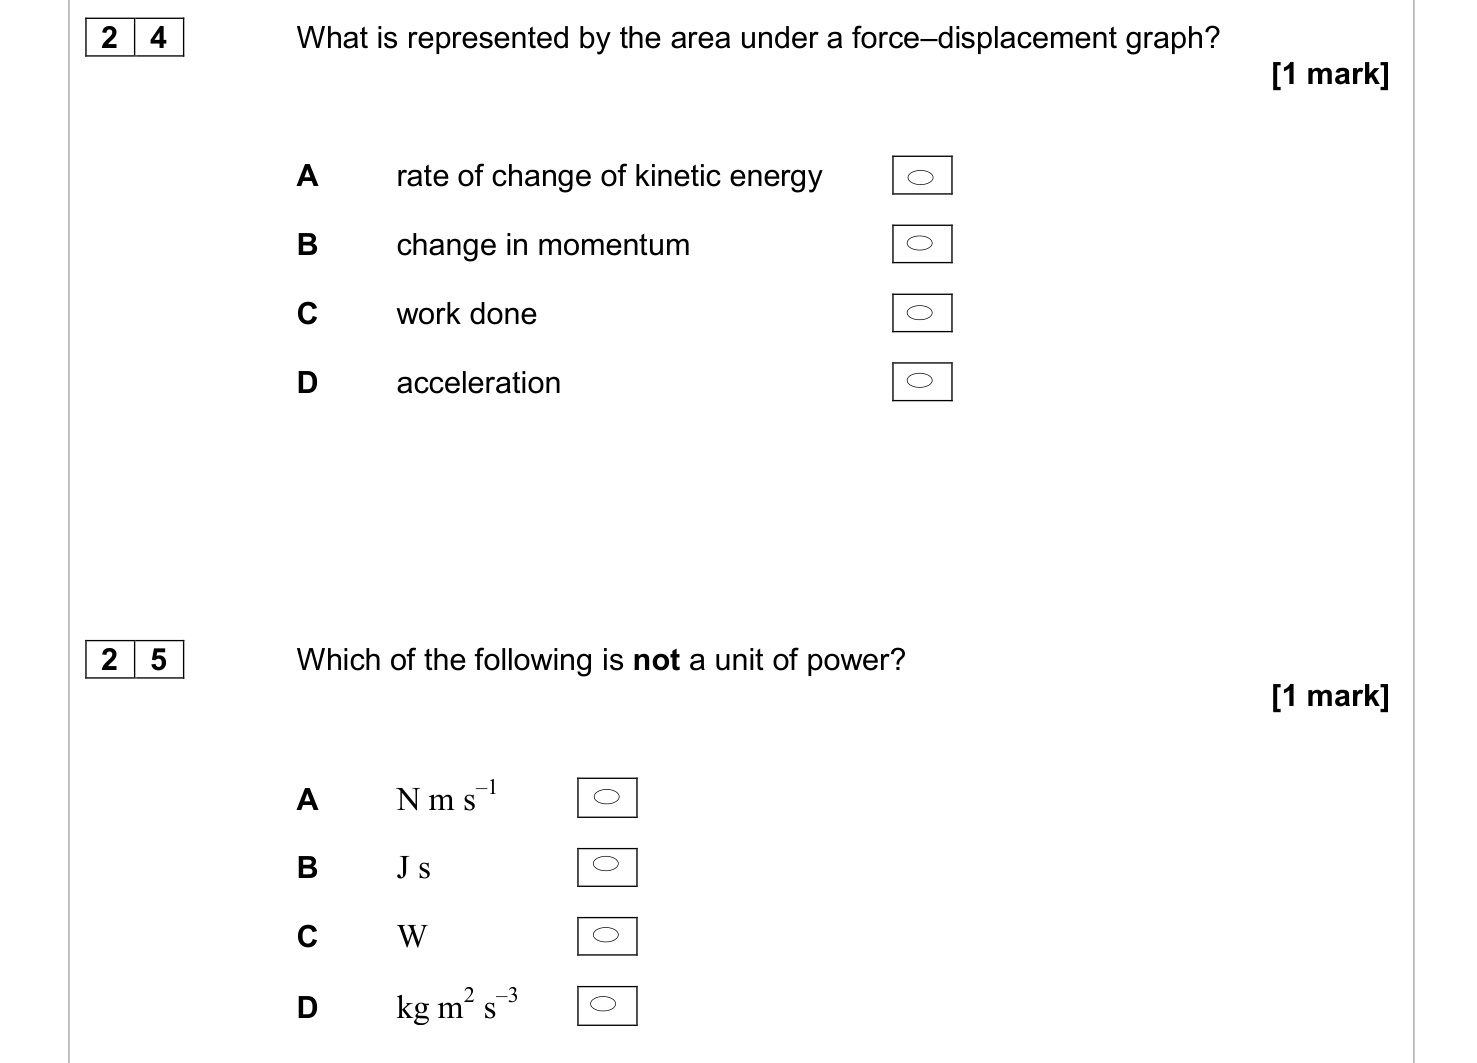 2 4 What is represented by the area under a force–displacement graph?
[1 mark]
A rate of change of kinetic energy
B change in momentum
C work done
D acceleration
2 5 Which of the following is not a unit of power?
[1 mark]
A N m s⁻¹
B J s
C W
D kg m² s⁻³